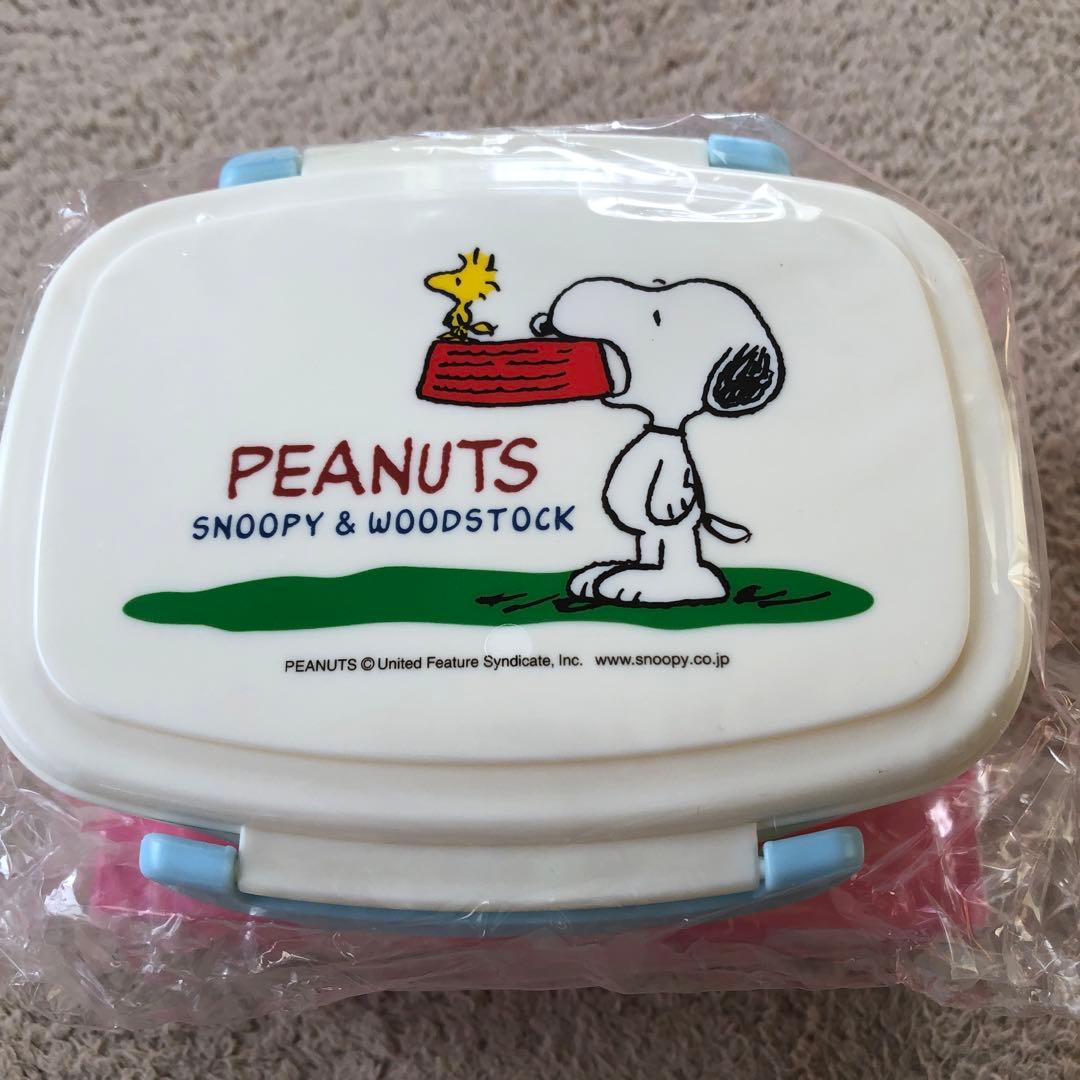 PEANUTS
SNOOPY & WOODSTOCK
PEANUTS © United Feature Syndicate, Inc. www.snoopy.co.jp